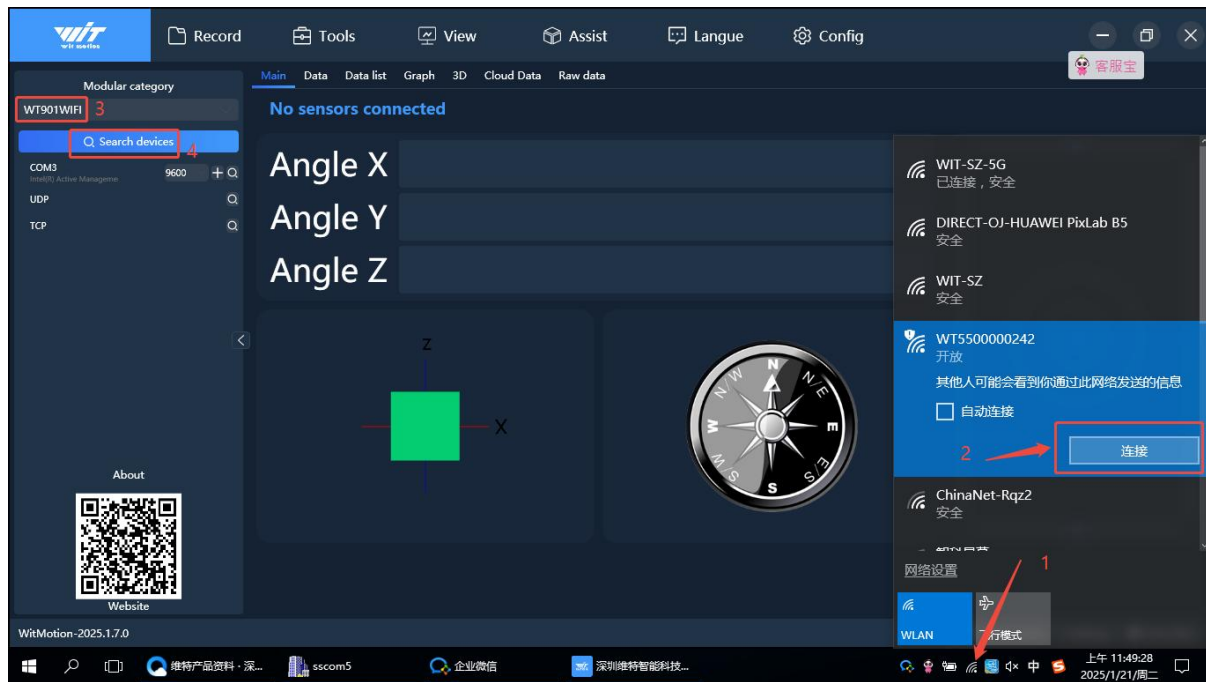 WiT
wit motion
Record
Tools
View
Assist
Langue
Config
客服宝
Modular category
WT901WIFI 3
Search devices 4
COM3
Intel(R) Active Manageme
9600
UDP
TCP
Main Data Data list Graph 3D Cloud Data Raw data
No sensors connected
Angle X
Angle Y
Angle Z
Z
X
N
N/E
E
S/E
S
S/W
W
N/W
About
Website
WitMotion-2025.1.7.0
WIT-SZ-5G
已连接，安全
DIRECT-OJ-HUAWEI PixLab B5
安全
WIT-SZ
安全
WT5500000242
开放
其他人可能会看到你通过此网络发送的信息
自动连接
2
连接
ChinaNet-Rqz2
安全
网络设置
1
WLAN
飞行模式
维特产品资料 · 深...
sscom5
企业微信
深圳维特智能科技...
中
上午 11:49:28
2025/1/21/周二